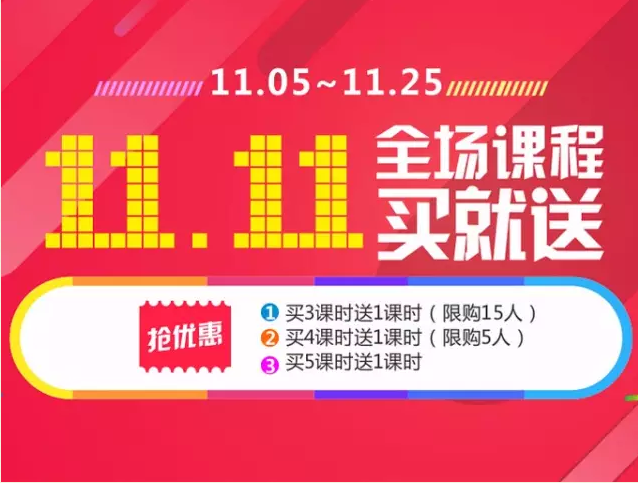 11.05~11.25
11.11
全场课程
买就送
抢优惠
1 买3课时送1课时（限购15人）
2 买4课时送1课时（限购5人）
3 买5课时送1课时